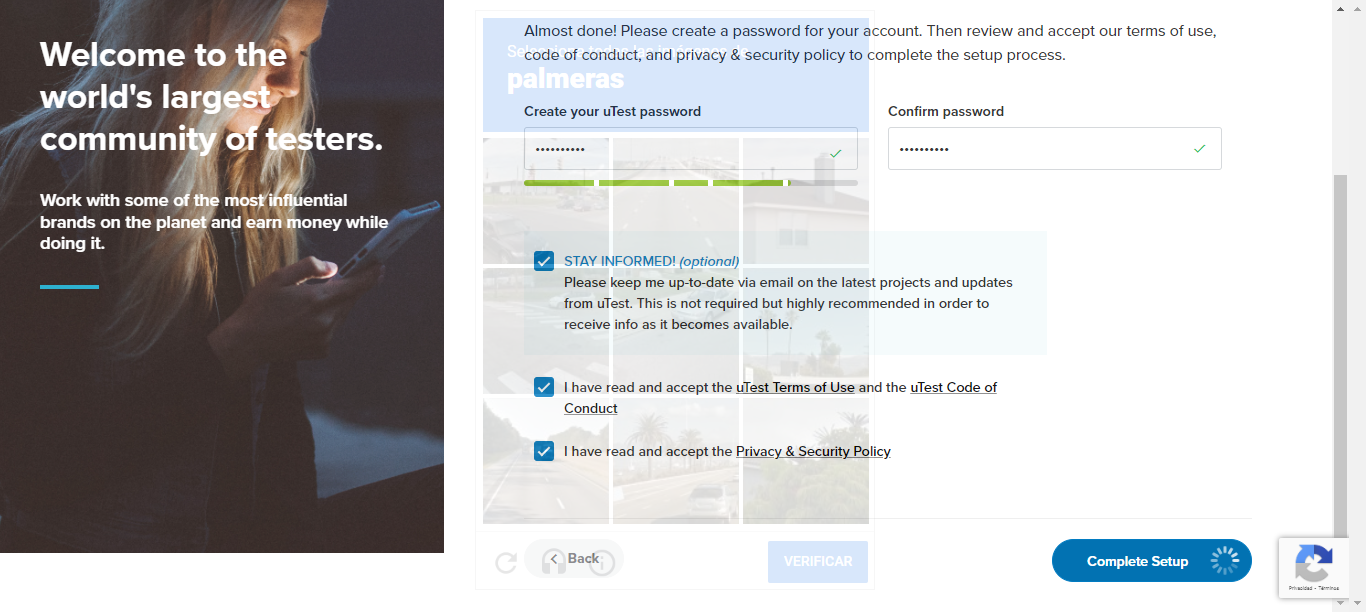 Welcome to the
world's largest
community of testers.
Work with some of the most influential
brands on the planet and earn money while
doing it.
Almost done! Please create a password for your account. Then review and accept our terms of use,
code of conduct, and privacy & security policy to complete the setup process.
Selecciona todas las imágenes de
palmeras
Create your uTest password
Confirm password
STAY INFORMED! (optional)
Please keep me up-to-date via email on the latest projects and updates
from uTest. This is not required but highly recommended in order to
receive info as it becomes available.
I have read and accept the uTest Terms of Use and the uTest Code of
Conduct
I have read and accept the Privacy & Security Policy
Back
VERIFICAR
Complete Setup
Privacidad - Términos